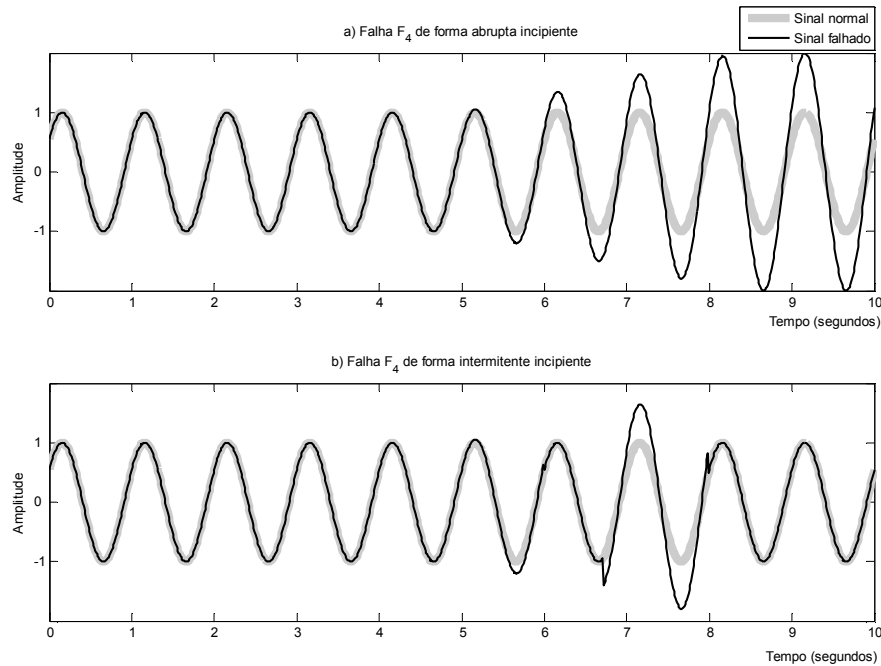 a) Falha F4 de forma abrupta incipiente
Sinal normal
Sinal falhado
Amplitude
1
0
-1
0 1 2 3 4 5 6 7 8 9 10
Tempo (segundos)
b) Falha F4 de forma intermitente incipiente
Amplitude
1
0
-1
0 1 2 3 4 5 6 7 8 9 10
Tempo (segundos)